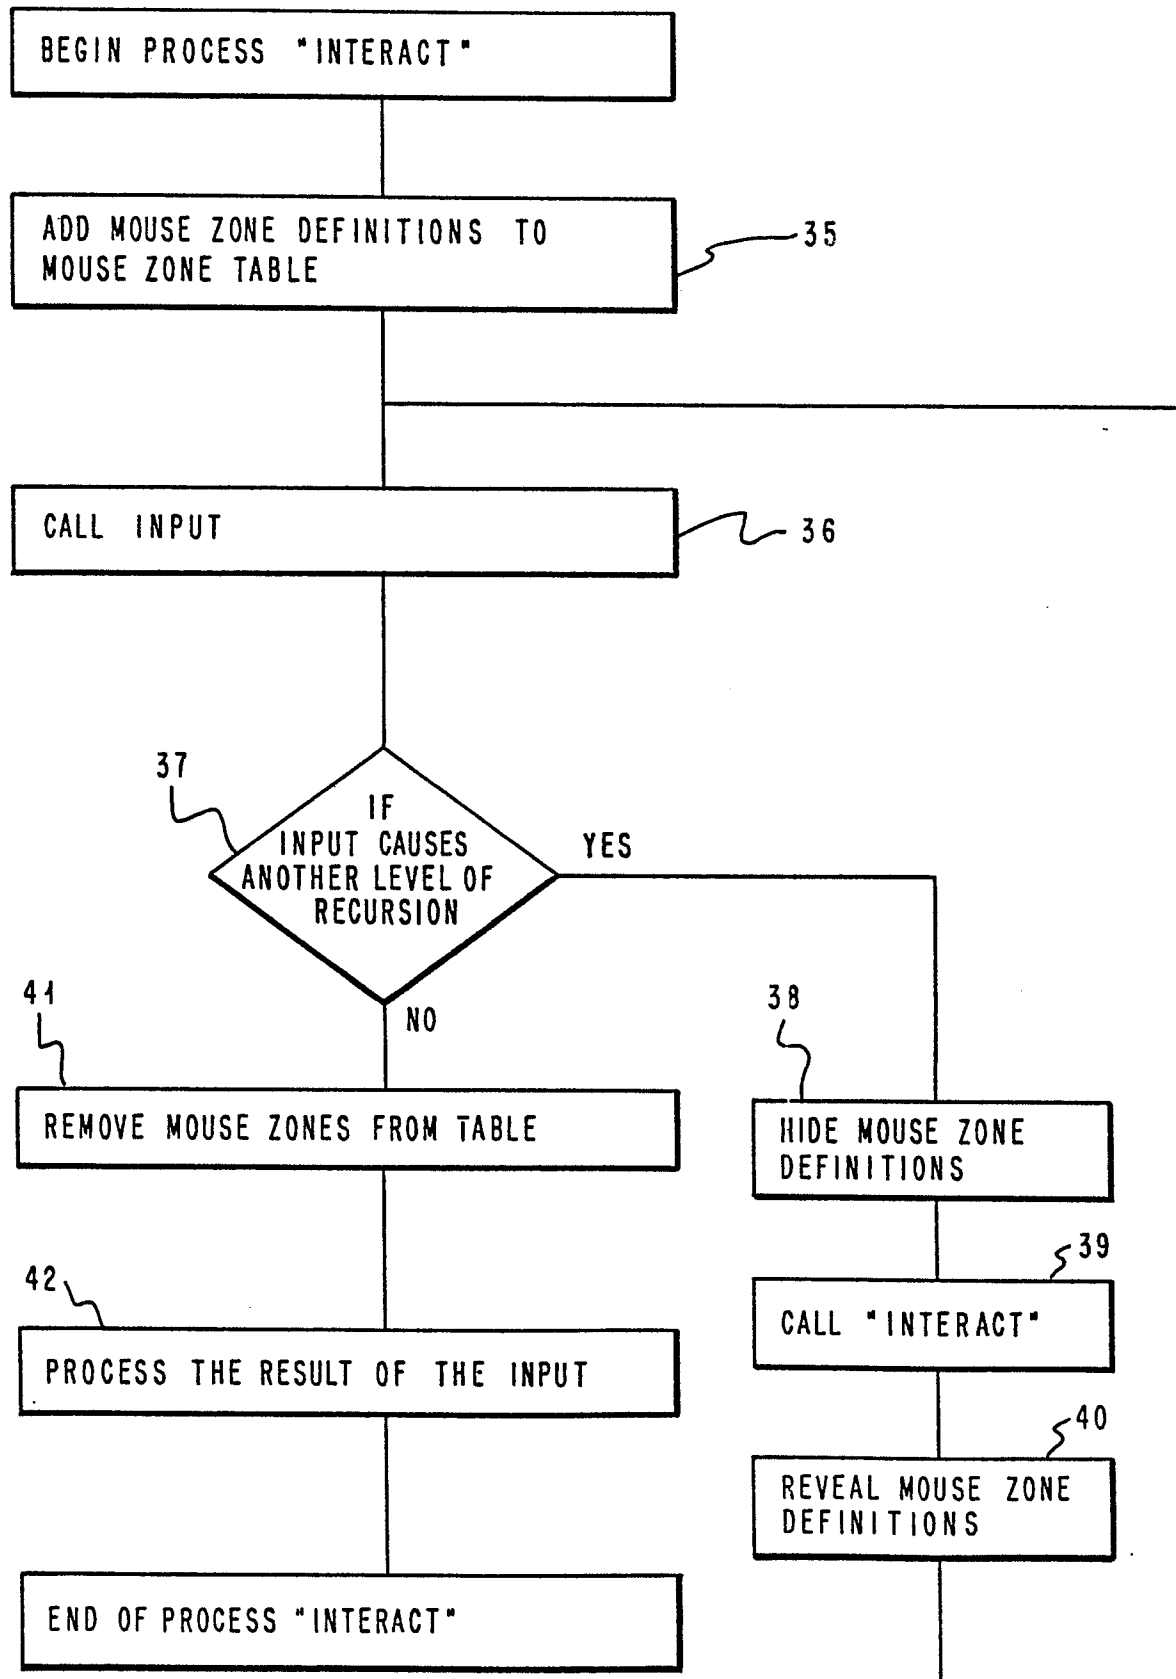 BEGIN PROCESS "INTERACT"
ADD MOUSE ZONE DEFINITIONS TO
MOUSE ZONE TABLE
35
CALL INPUT
36
37
IF
INPUT CAUSES
ANOTHER LEVEL OF
RECURSION
YES
NO
41
REMOVE MOUSE ZONES FROM TABLE
38
HIDE MOUSE ZONE
DEFINITIONS
39
CALL "INTERACT"
42
PROCESS THE RESULT OF THE INPUT
40
REVEAL MOUSE ZONE
DEFINITIONS
END OF PROCESS "INTERACT"